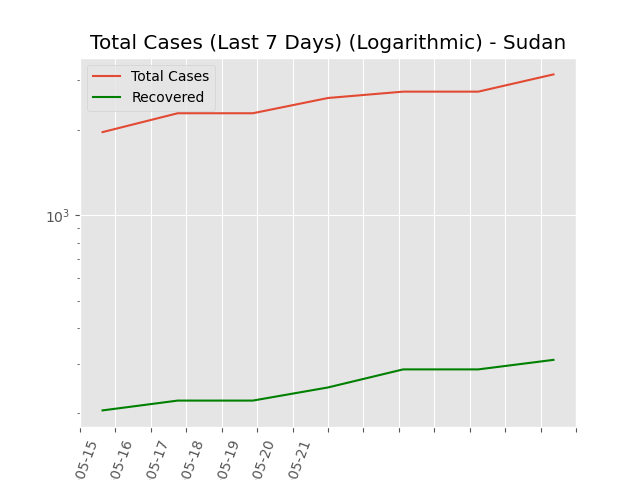 Total Cases (Last 7 Days) (Logarithmic) - Sudan
Total Cases
Recovered
10³
05-15
05-16
05-17
05-18
05-19
05-20
05-21